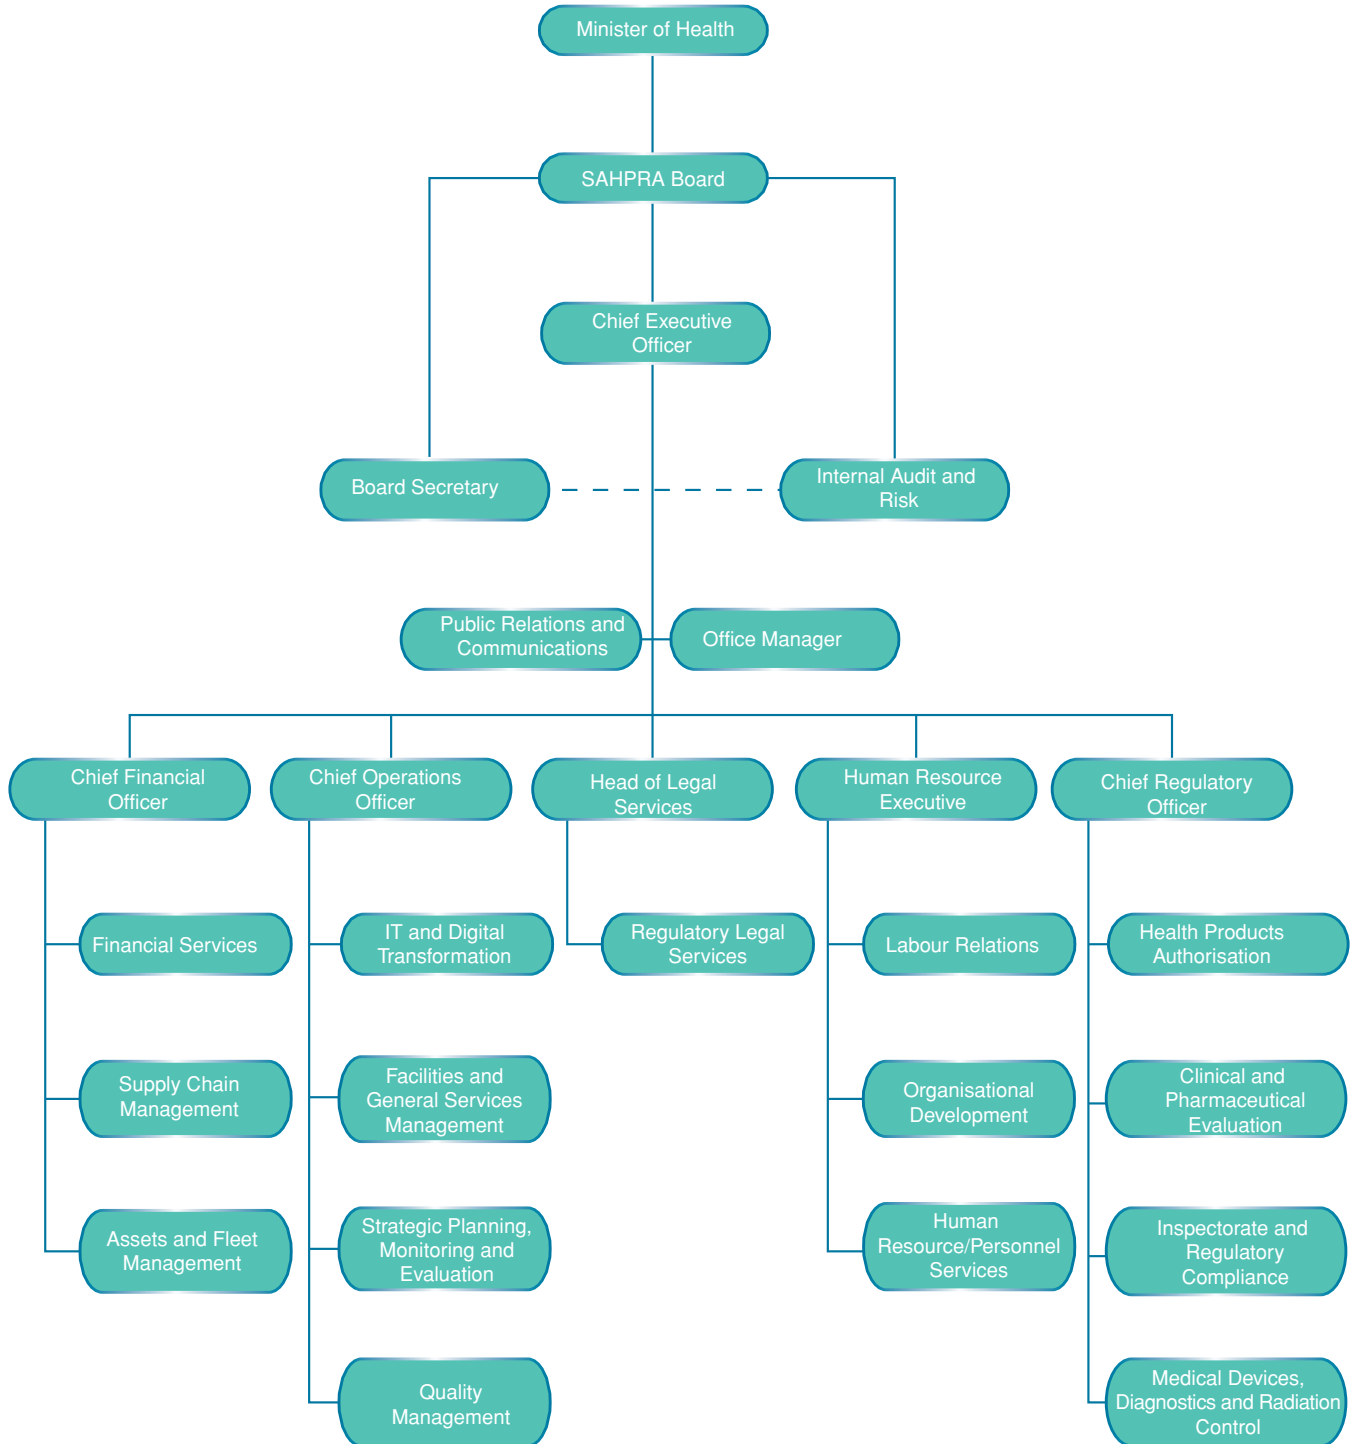 Minister of Health
SAHPRA Board
Chief Executive
Officer
Board Secretary
Internal Audit and
Risk
Public Relations and
Communications
Office Manager
Chief Financial
Officer
Chief Operations
Officer
Head of Legal
Services
Human Resource
Executive
Chief Regulatory
Officer
Financial Services
IT and Digital
Transformation
Regulatory Legal
Services
Labour Relations
Health Products
Authorisation
Supply Chain
Management
Facilities and
General Services
Management
Organisational
Development
Clinical and
Pharmaceutical
Evaluation
Assets and Fleet
Management
Strategic Planning,
Monitoring and
Evaluation
Human
Resource/Personnel
Services
Inspectorate and
Regulatory
Compliance
Quality
Management
Medical Devices,
Diagnostics and Radiation
Control